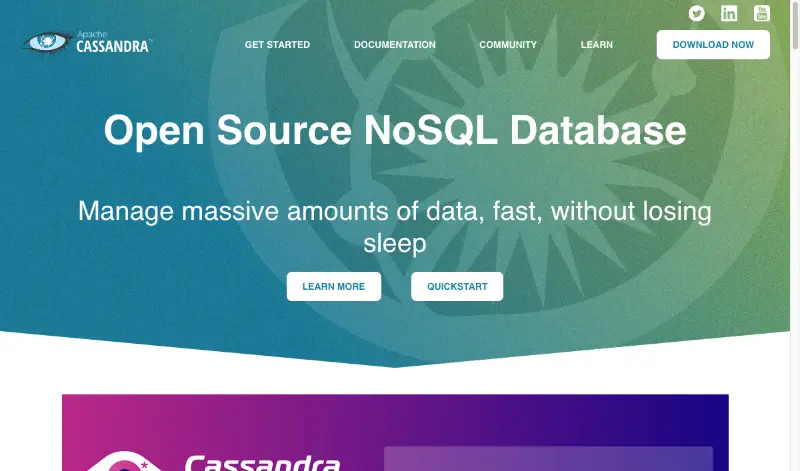 Apache
CASSANDRA
GET STARTED
DOCUMENTATION
COMMUNITY
LEARN
DOWNLOAD NOW
Open Source NoSQL Database
Manage massive amounts of data, fast, without losing
sleep
LEARN MORE
QUICKSTART
Cassandra